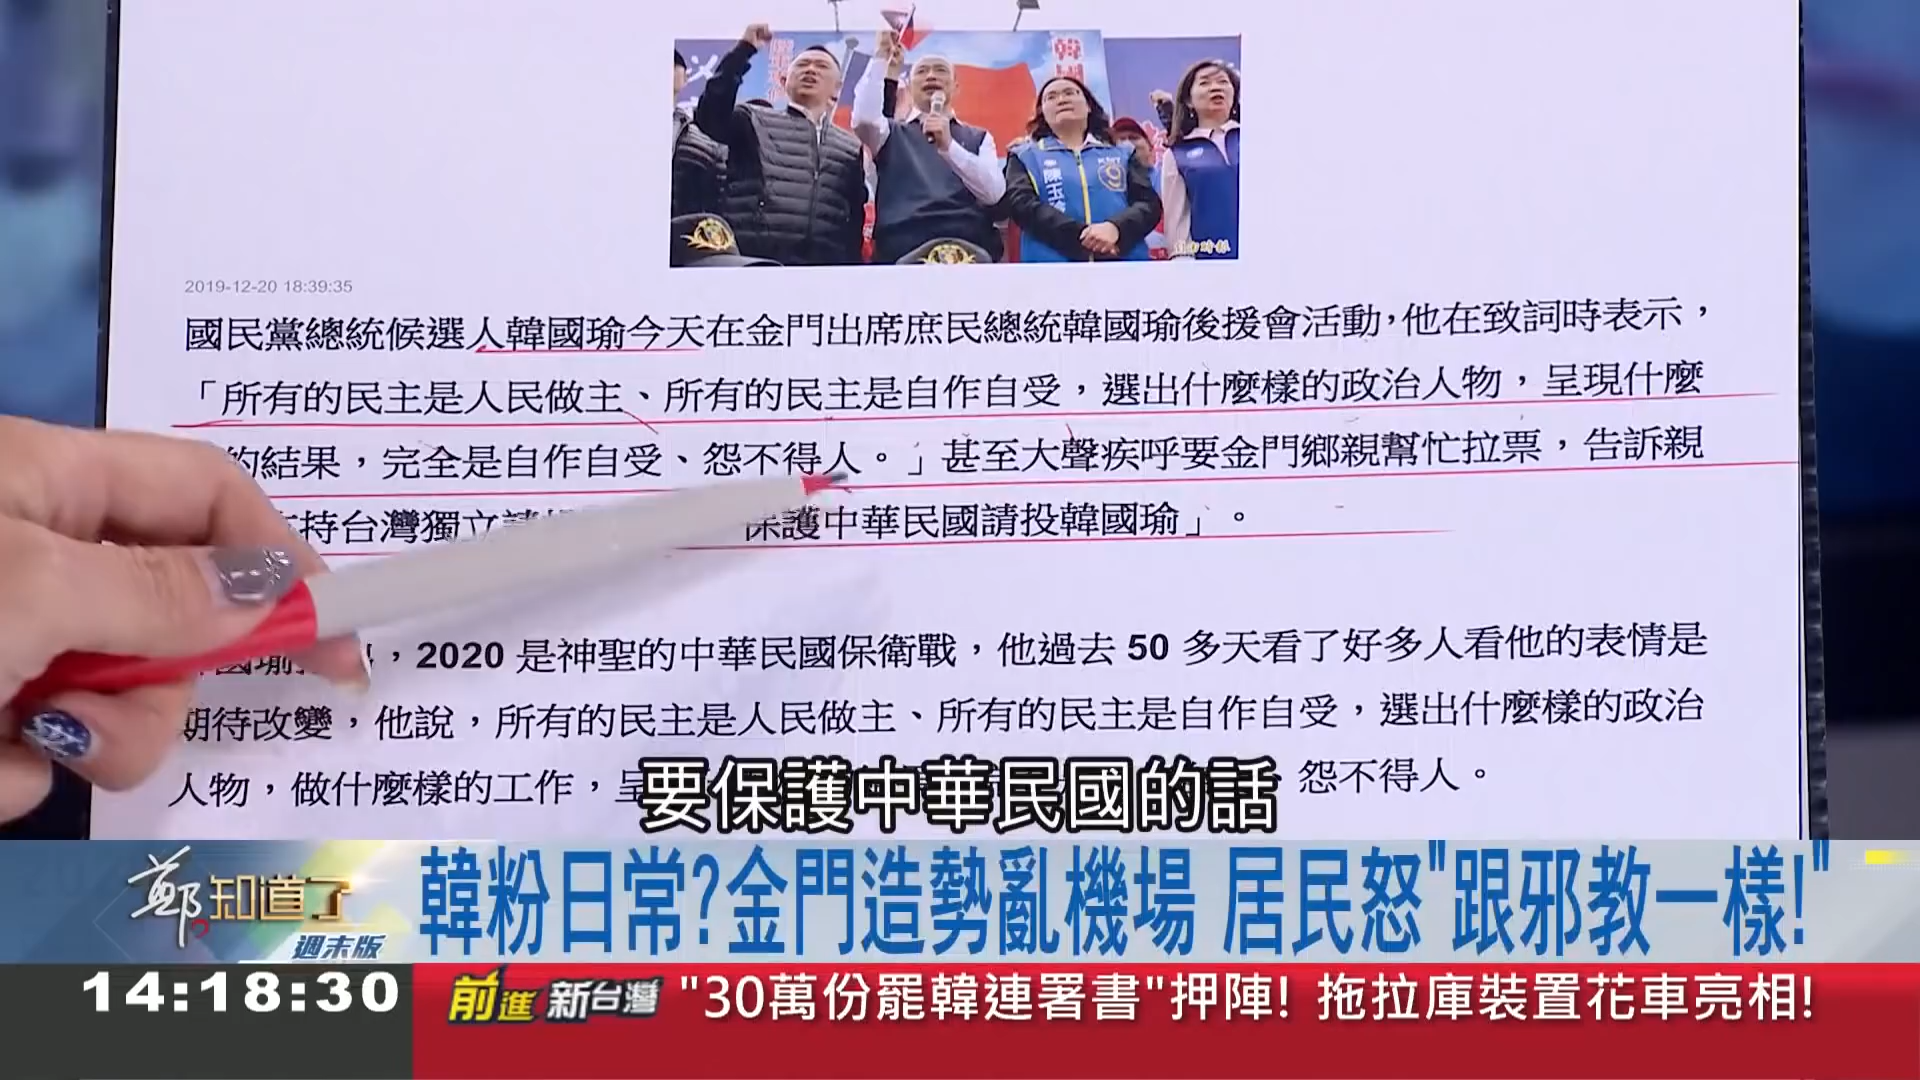 韓國
陳玉
KMT
自由時報
2019-12-20 18:39:35
國民黨總統候選人韓國瑜今天在金門出席庶民總統韓國瑜後援會活動,他在致詞時表示,
「所有的民主是人民做主、所有的民主是自作自受,選出什麼樣的政治人物,呈現什麼
的結果,完全是自作自受、怨不得人。」甚至大聲疾呼要金門鄉親幫忙拉票,告訴親
持台灣獨立請 保護中華民國請投韓國瑜」。
國瑜 ,2020 是神聖的中華民國保衛戰,他過去 50 多天看了好多人看他的表情是
期待改變,他說,所有的民主是人民做主、所有的民主是自作自受,選出什麼樣的政治
人物,做什麼樣的工作,呈 、怨不得人。
要保護中華民國的話
鄭知道了
週末版
韓粉日常?金門造勢亂機場 居民怒"跟邪教一樣!"
14:18:30
前進新台灣 "30萬份罷韓連署書"押陣! 拖拉庫裝置花車亮相!